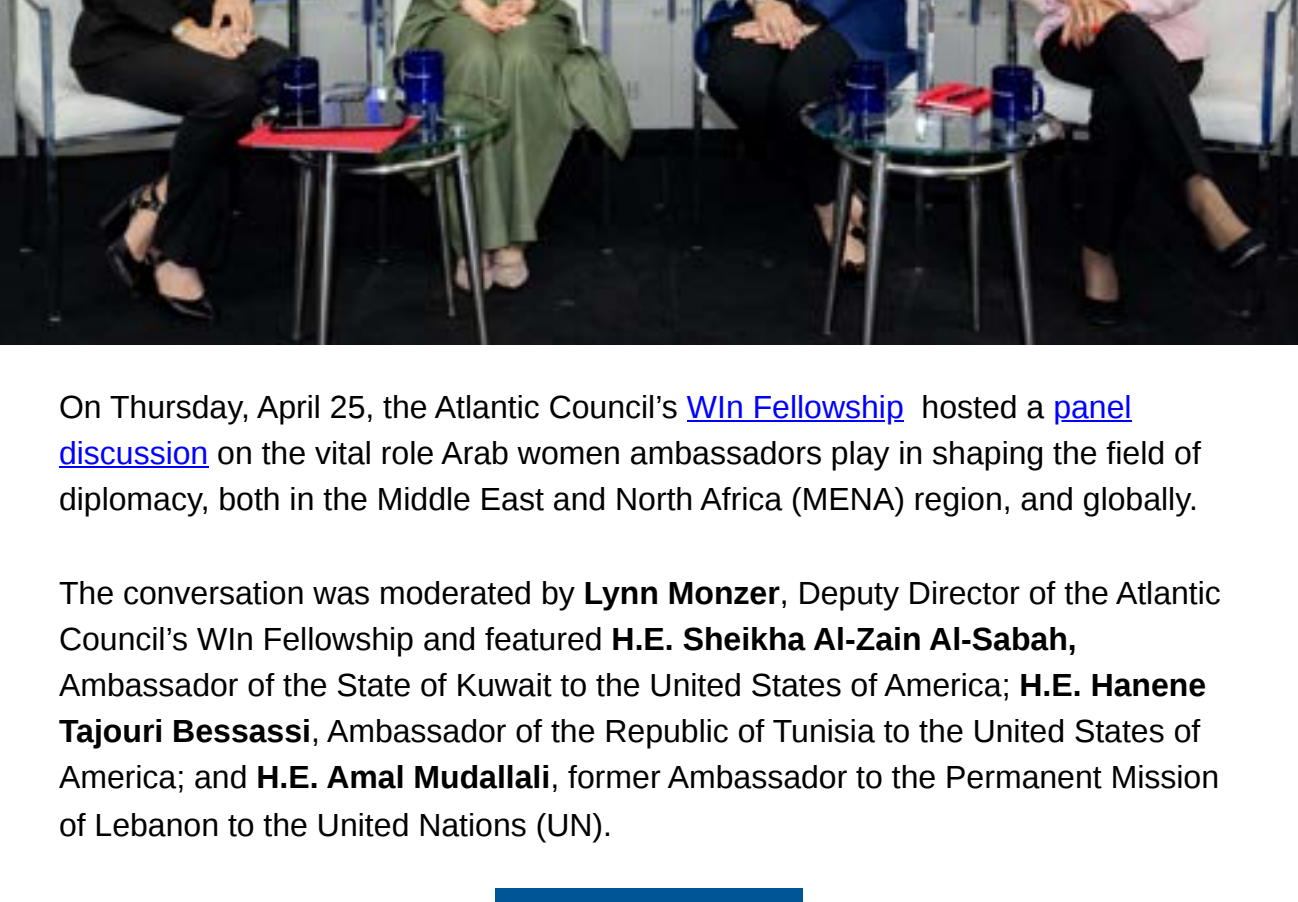 On Thursday, April 25, the Atlantic Council’s WIn Fellowship  hosted a panel
discussion on the vital role Arab women ambassadors play in shaping the field of
diplomacy, both in the Middle East and North Africa (MENA) region, and globally.
The conversation was moderated by Lynn Monzer, Deputy Director of the Atlantic
Council’s WIn Fellowship and featured H.E. Sheikha Al-Zain Al-Sabah,
Ambassador of the State of Kuwait to the United States of America; H.E. Hanene
Tajouri Bessassi, Ambassador of the Republic of Tunisia to the United States of
America; and H.E. Amal Mudallali, former Ambassador to the Permanent Mission
of Lebanon to the United Nations (UN).